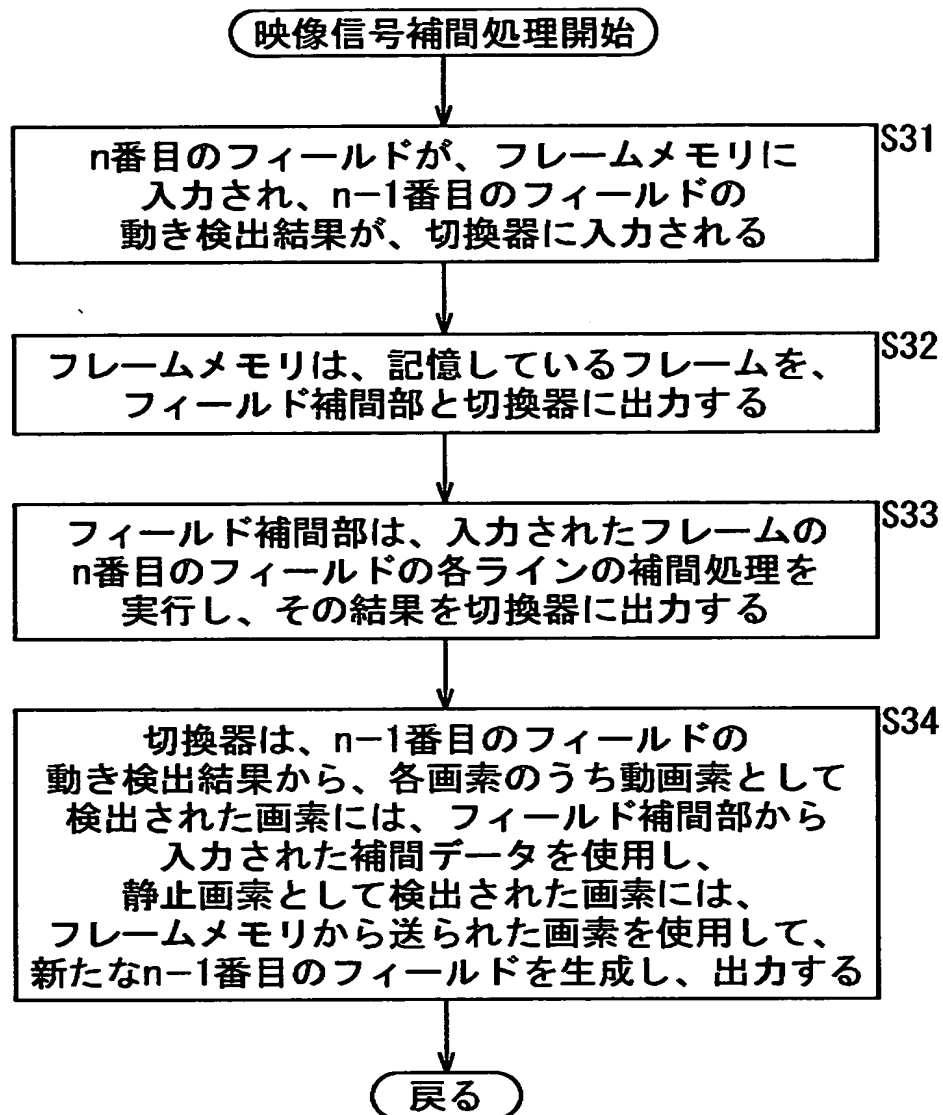 映像信号補間処理開始
S31
n番目のフィールドが、フレームメモリに
入力され、n−1番目のフィールドの
動き検出結果が、切換器に入力される
S32
フレームメモリは、記憶しているフレームを、
フィールド補間部と切換器に出力する
S33
フィールド補間部は、入力されたフレームの
n番目のフィールドの各ラインの補間処理を
実行し、その結果を切換器に出力する
S34
切換器は、n−1番目のフィールドの
動き検出結果から、各画素のうち動画素として
検出された画素には、フィールド補間部から
入力された補間データを使用し、
静止画素として検出された画素には、
フレームメモリから送られた画素を使用して、
新たなn−1番目のフィールドを生成し、出力する
戻る